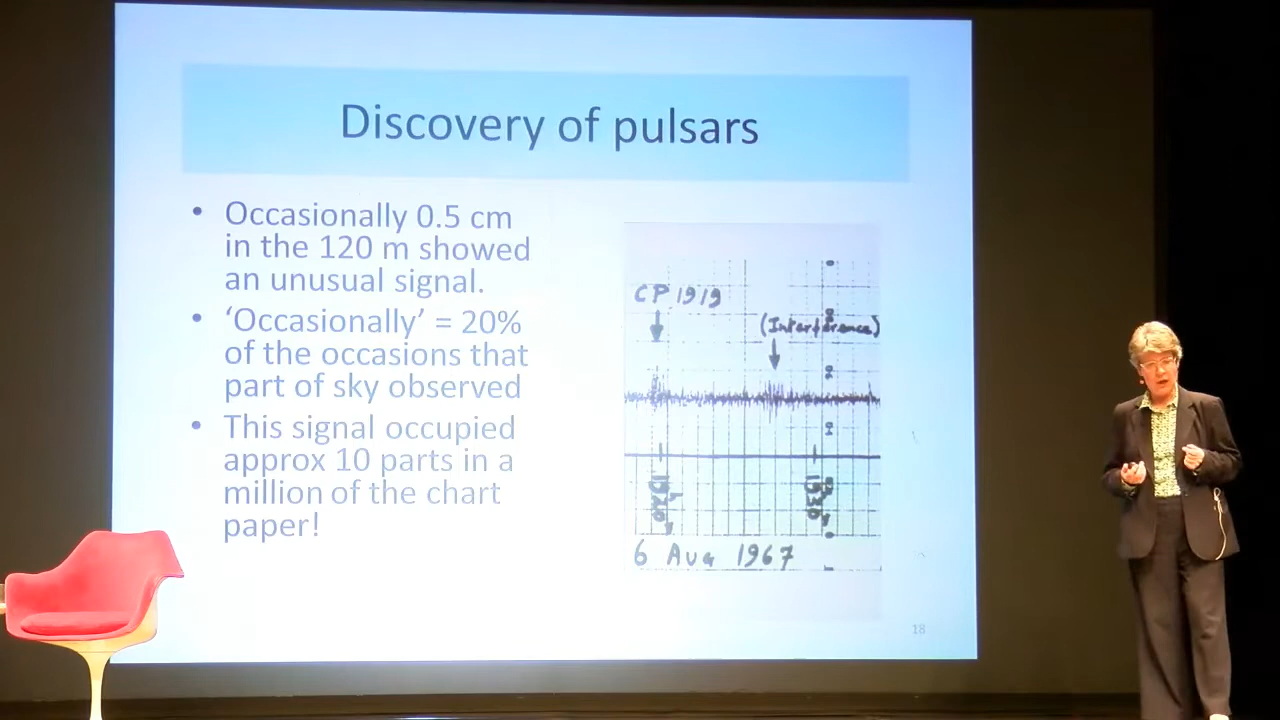 Discovery of pulsars
• Occasionally 0.5 cm
in the 120 m showed
an unusual signal.
• ‘Occasionally’ = 20%
of the occasions that
part of sky observed
• This signal occupied
approx 10 parts in a
million of the chart
paper!
CP 1919
(Interference)
1920
1930
6 Aug 1967
18